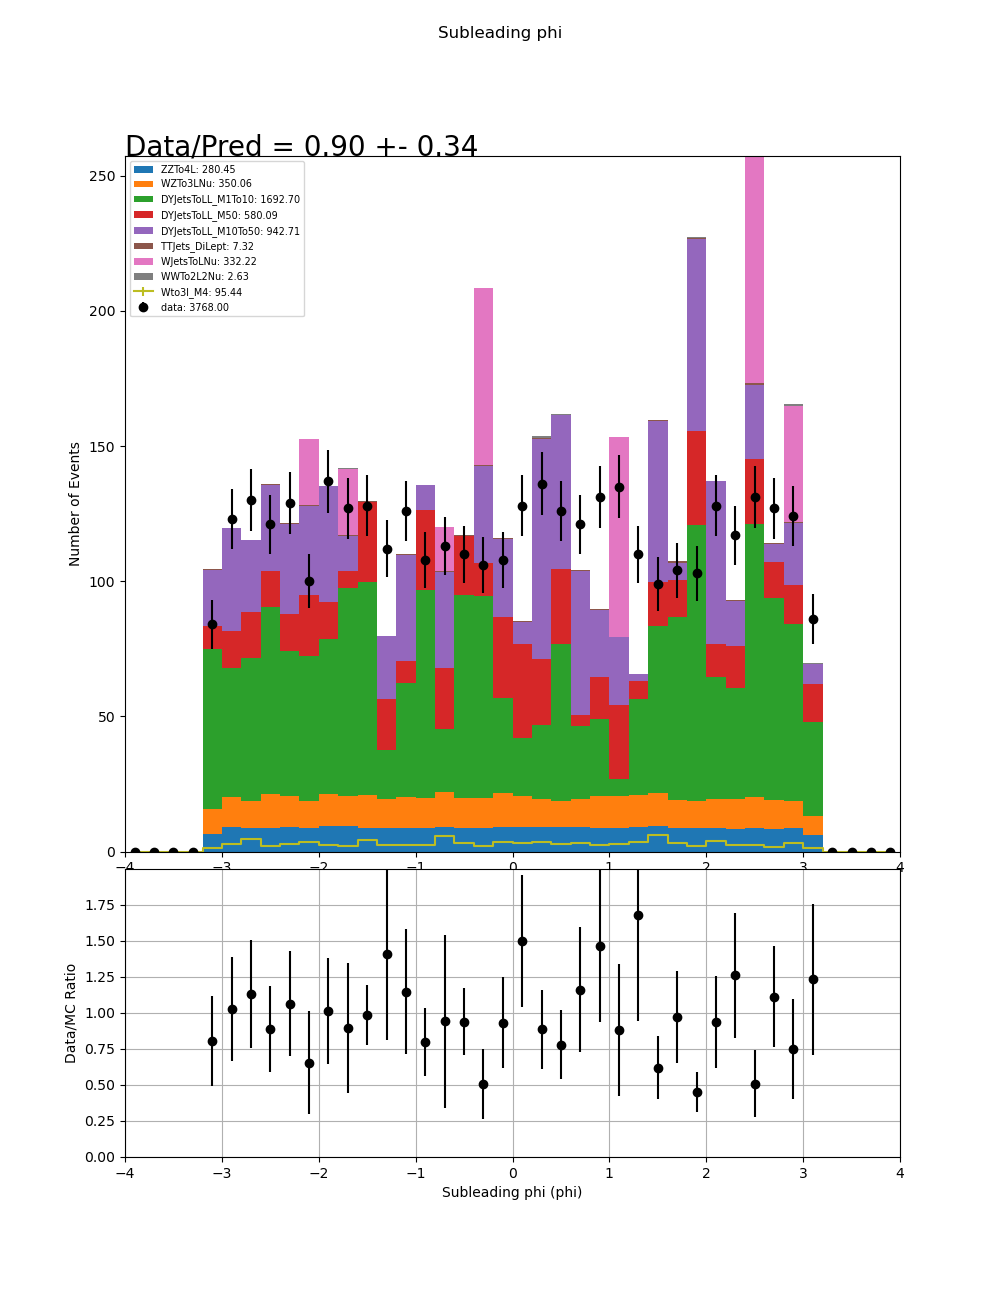 Subleading phi
Data/Pred = 0.90 +- 0.34
ZZTo4L: 280.45
WZTo3LNu: 350.06
DYJetsToLL_M1To10: 1692.70
DYJetsToLL_M50: 580.09
DYJetsToLL_M10To50: 942.71
TTJets_DiLept: 7.32
WJetsToLNu: 332.22
WWTo2L2Nu: 2.63
Wto3l_M4: 95.44
data: 3768.00
Number of Events
250
200
150
100
50
0
−4 −3 −2 −1 0 1 2 3 4
Data/MC Ratio
1.75
1.50
1.25
1.00
0.75
0.50
0.25
0.00
−4 −3 −2 −1 0 1 2 3 4
Subleading phi (phi)